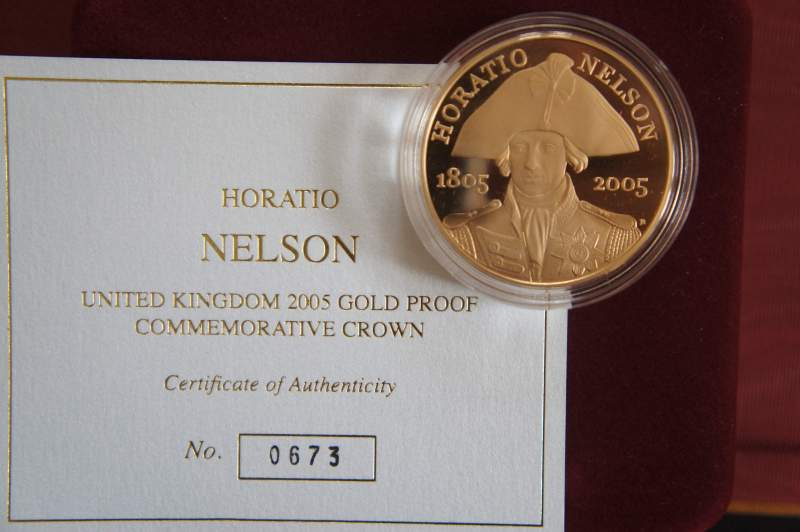 HORATIO
NELSON
UNITED KINGDOM 2005 GOLD PROOF
COMMEMORATIVE CROWN
Certificate of Authenticity
No. 0673
HORATIO NELSON
1805 2005